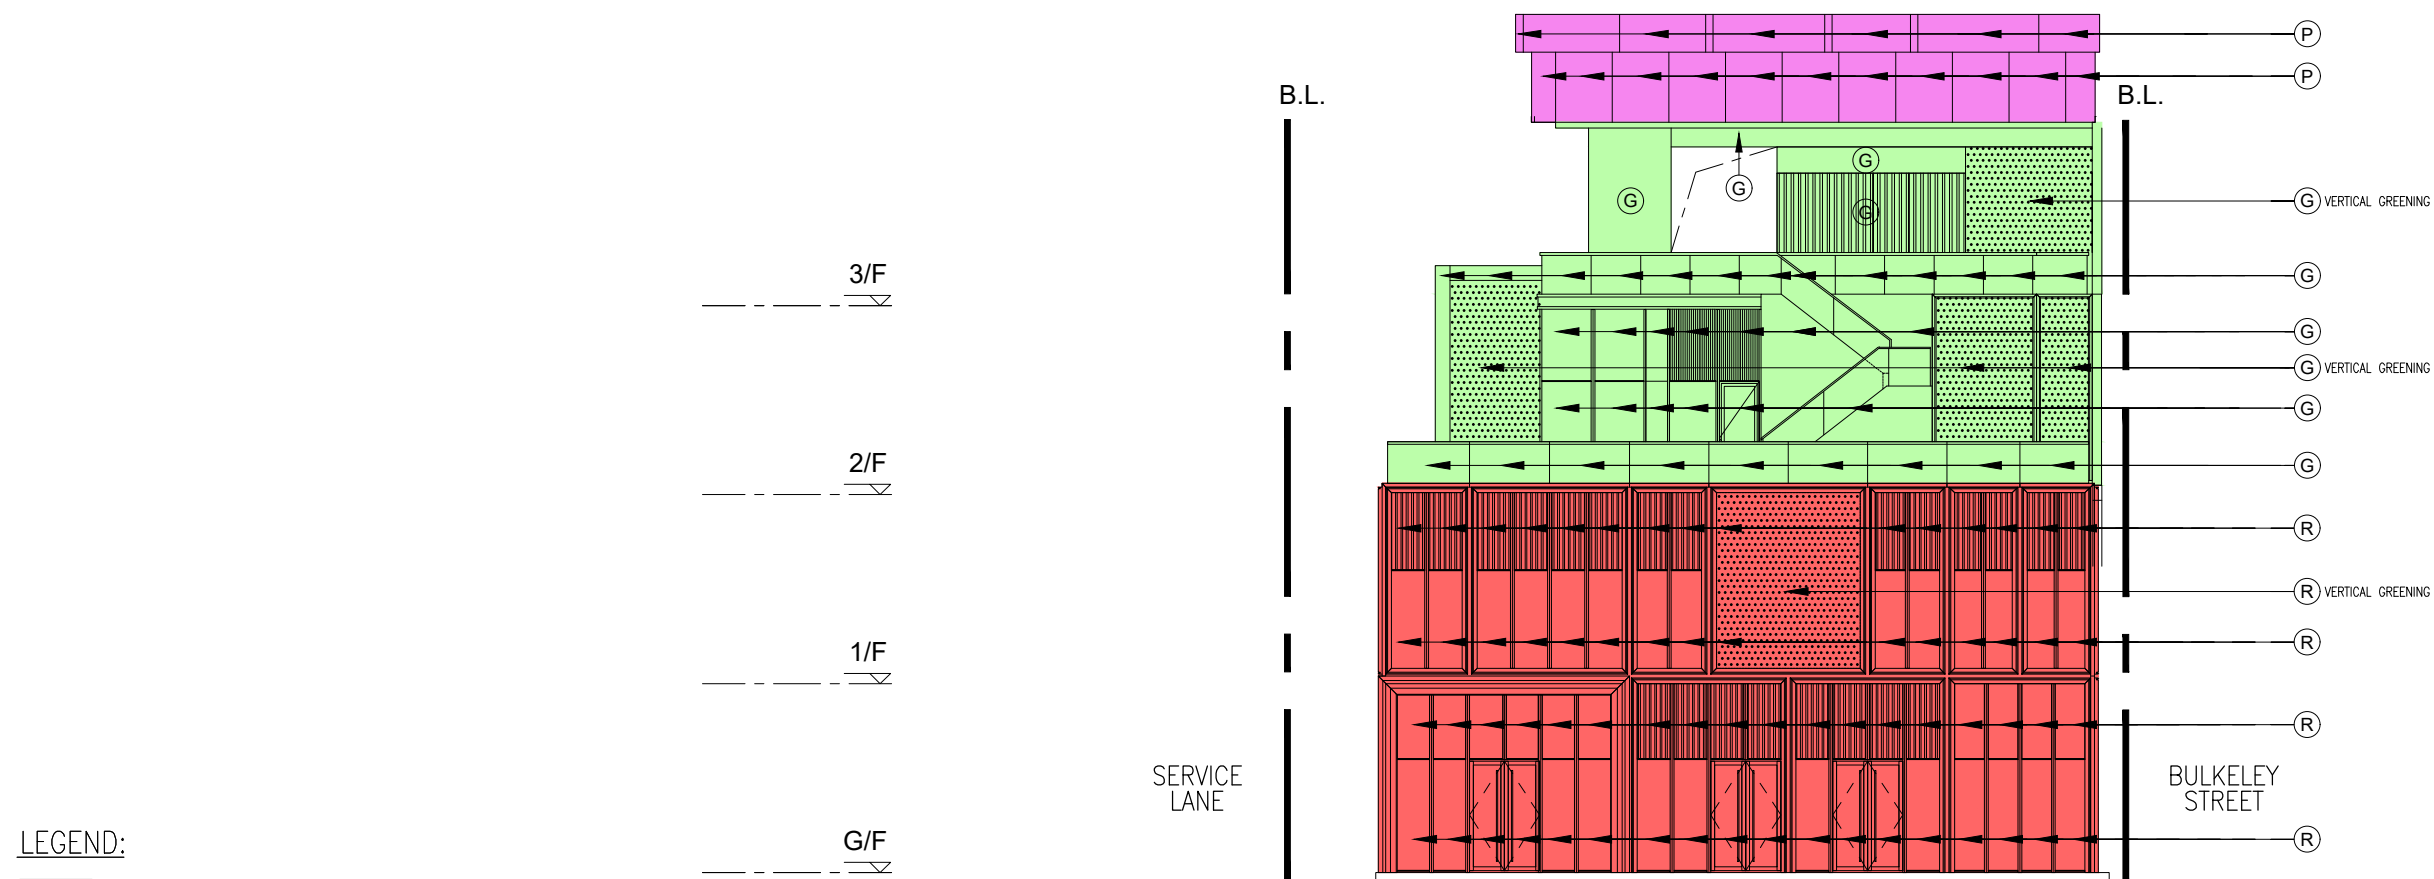 P
P
B.L.
B.L.
G
G
G
G
G VERTICAL GREENING
3/F
G
G
G VERTICAL GREENING
G
2/F
G
R
R VERTICAL GREENING
1/F
R
R
SERVICE
LANE
BULKELEY
STREET
LEGEND:
G/F
R